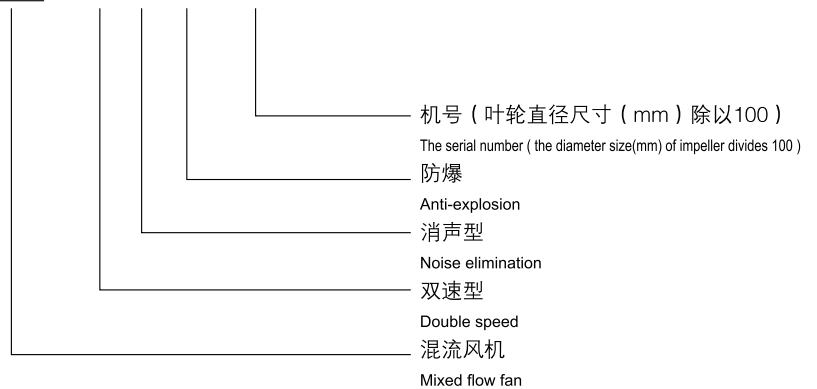 机号（叶轮直径尺寸（mm）除以100）
The serial number ( the diameter size(mm) of impeller divides 100 )
防爆
Anti-explosion
消声型
Noise elimination
双速型
Double speed
混流风机
Mixed flow fan